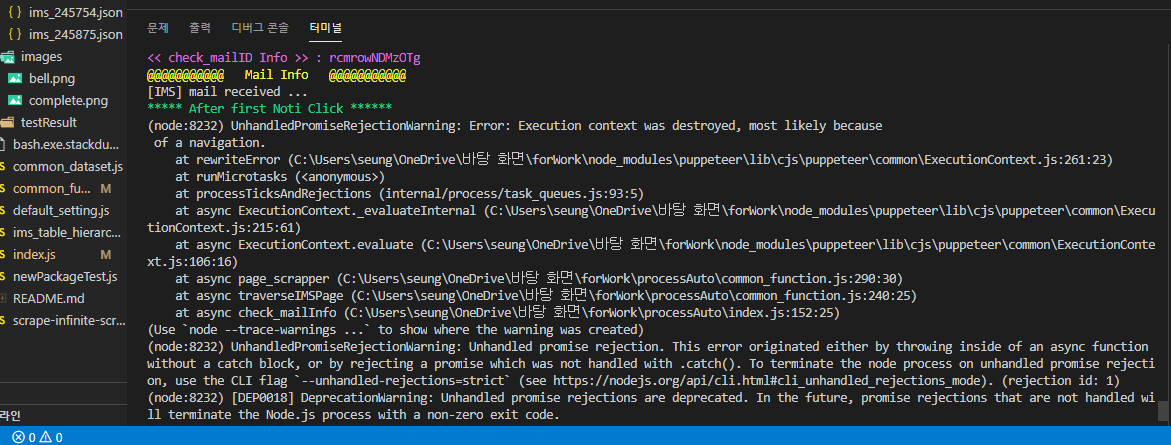 { } ims_245754.json
{ } ims_245875.json
images
bell.png
complete.png
testResult
bash.exe.stackdu...
common_dataset.js
common_fu... M
default_setting.js
ims_table_hierarc...
index.js M
newPackageTest.js
README.md
scrape-infinite-scr...
라인
문제 출력 디버그 콘솔 터미널
<< check_mailID Info >> : rcmrowNDMzOTg
@@@@@@@@@@@ Mail Info @@@@@@@@@@@
[IMS] mail received ...
***** After first Noti Click ******
(node:8232) UnhandledPromiseRejectionWarning: Error: Execution context was destroyed, most likely because
of a navigation.
at rewriteError (C:\Users\seung\OneDrive\바탕 화면\forWork\node_modules\puppeteer\lib\cjs\puppeteer\common\ExecutionContext.js:261:23)
at runMicrotasks (<anonymous>)
at processTicksAndRejections (internal/process/task_queues.js:93:5)
at async ExecutionContext._evaluateInternal (C:\Users\seung\OneDrive\바탕 화면\forWork\node_modules\puppeteer\lib\cjs\puppeteer\common\Execu
tionContext.js:215:61)
at async ExecutionContext.evaluate (C:\Users\seung\OneDrive\바탕 화면\forWork\node_modules\puppeteer\lib\cjs\puppeteer\common\ExecutionConte
xt.js:106:16)
at async page_scrapper (C:\Users\seung\OneDrive\바탕 화면\forWork\processAuto\common_function.js:290:30)
at async traverseIMSPage (C:\Users\seung\OneDrive\바탕 화면\forWork\processAuto\common_function.js:240:25)
at async check_mailInfo (C:\Users\seung\OneDrive\바탕 화면\forWork\processAuto\index.js:152:25)
(Use `node --trace-warnings ...` to show where the warning was created)
(node:8232) UnhandledPromiseRejectionWarning: Unhandled promise rejection. This error originated either by throwing inside of an async function
without a catch block, or by rejecting a promise which was not handled with .catch(). To terminate the node process on unhandled promise rejecti
on, use the CLI flag `--unhandled-rejections=strict` (see https://nodejs.org/api/cli.html#cli_unhandled_rejections_mode). (rejection id: 1)
(node:8232) [DEP0018] DeprecationWarning: Unhandled promise rejections are deprecated. In the future, promise rejections that are not handled wi
ll terminate the Node.js process with a non-zero exit code.
0 0